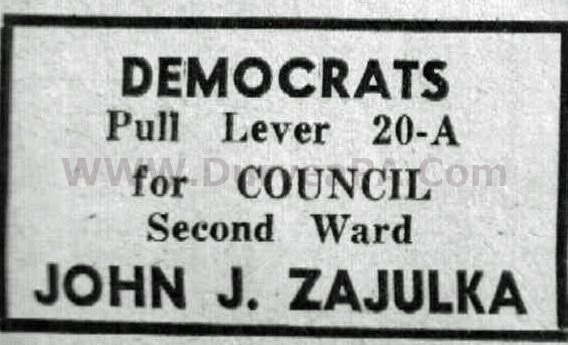 DEMOCRATS
Pull Lever 20-A
for COUNCIL
Second Ward
JOHN J. ZAJULKA